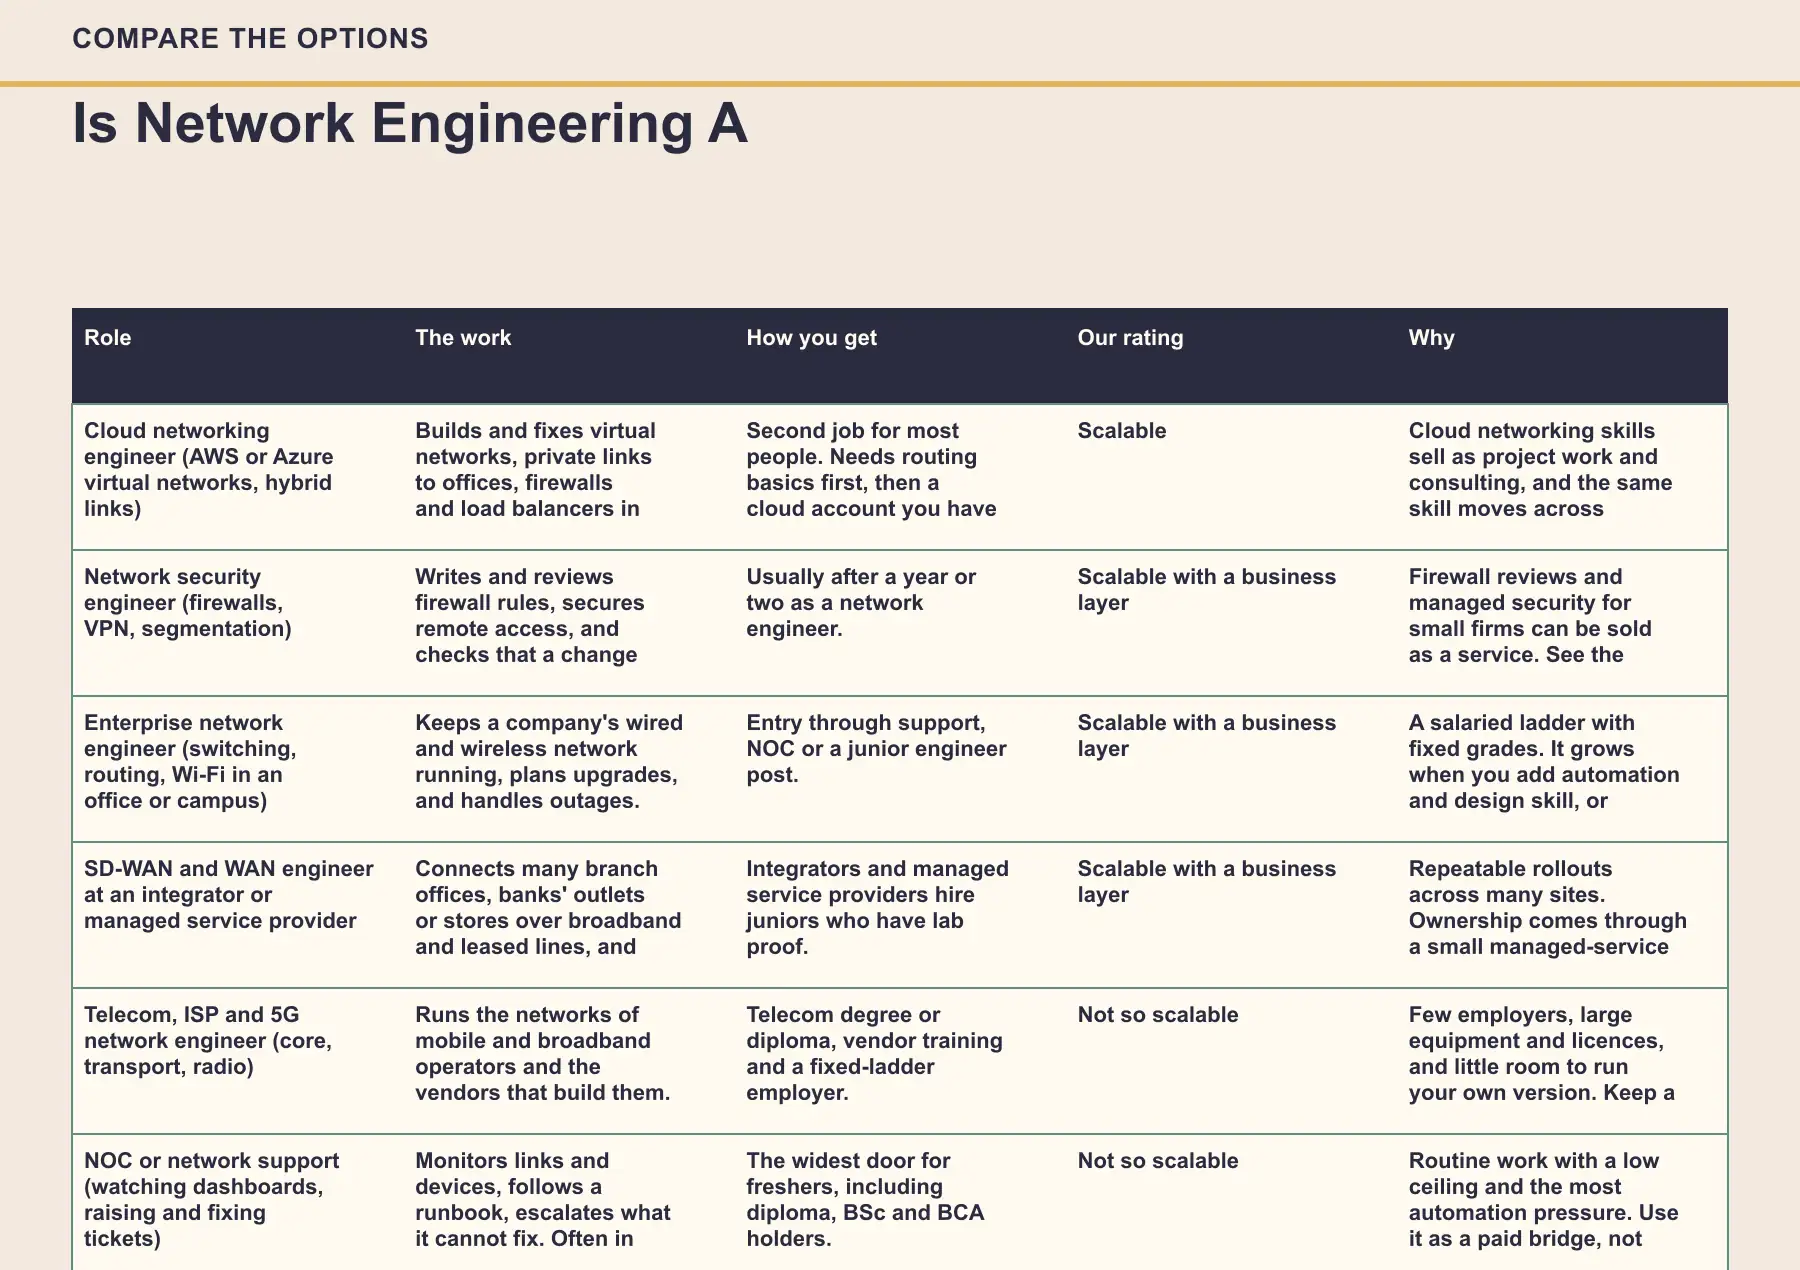 COMPARE THE OPTIONS
Is Network Engineering A
Role
The work
How you get
Our rating
Why
Cloud networking
engineer (AWS or Azure
virtual networks, hybrid
links)
Builds and fixes virtual
networks, private links
to offices, firewalls
and load balancers in
Second job for most
people. Needs routing
basics first, then a
cloud account you have
Scalable
Cloud networking skills
sell as project work and
consulting, and the same
skill moves across
Network security
engineer (firewalls,
VPN, segmentation)
Writes and reviews
firewall rules, secures
remote access, and
checks that a change
Usually after a year or
two as a network
engineer.
Scalable with a business
layer
Firewall reviews and
managed security for
small firms can be sold
as a service. See the
Enterprise network
engineer (switching,
routing, Wi-Fi in an
office or campus)
Keeps a company's wired
and wireless network
running, plans upgrades,
and handles outages.
Entry through support,
NOC or a junior engineer
post.
Scalable with a business
layer
A salaried ladder with
fixed grades. It grows
when you add automation
and design skill, or
SD-WAN and WAN engineer
at an integrator or
managed service provider
Connects many branch
offices, banks' outlets
or stores over broadband
and leased lines, and
Integrators and managed
service providers hire
juniors who have lab
proof.
Scalable with a business
layer
Repeatable rollouts
across many sites.
Ownership comes through
a small managed-service
Telecom, ISP and 5G
network engineer (core,
transport, radio)
Runs the networks of
mobile and broadband
operators and the
vendors that build them.
Telecom degree or
diploma, vendor training
and a fixed-ladder
employer.
Not so scalable
Few employers, large
equipment and licences,
and little room to run
your own version. Keep a
NOC or network support
(watching dashboards,
raising and fixing
tickets)
Monitors links and
devices, follows a
runbook, escalates what
it cannot fix. Often in
The widest door for
freshers, including
diploma, BSc and BCA
holders.
Not so scalable
Routine work with a low
ceiling and the most
automation pressure. Use
it as a paid bridge, not